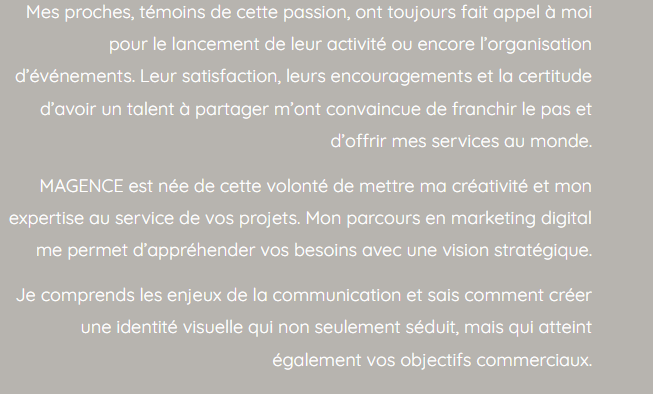 Mes proches, témoins de cette passion, ont toujours fait appel à moi
pour le lancement de leur activité ou encore l’organisation
d’événements. Leur satisfaction, leurs encouragements et la certitude
d’avoir un talent à partager m’ont convaincue de franchir le pas et
d’offrir mes services au monde.
MAGENCE est née de cette volonté de mettre ma créativité et mon
expertise au service de vos projets. Mon parcours en marketing digital
me permet d’appréhender vos besoins avec une vision stratégique.
Je comprends les enjeux de la communication et sais comment créer
une identité visuelle qui non seulement séduit, mais qui atteint
également vos objectifs commerciaux.